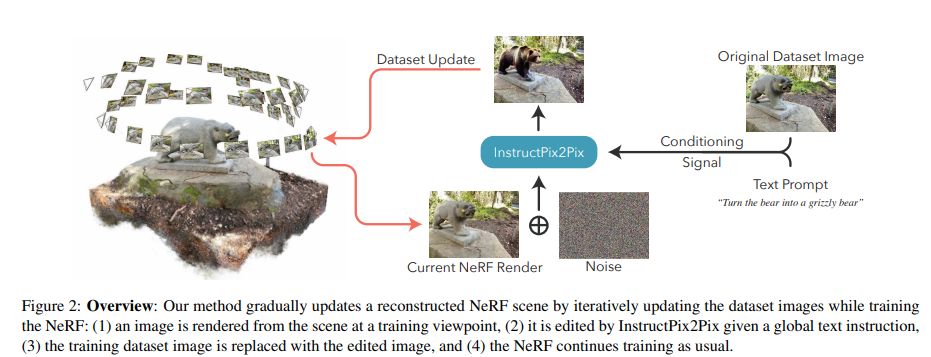 Dataset Update
Original Dataset Image
InstructPix2Pix
Conditioning
Signal
Text Prompt
“Turn the bear into a grizzly bear”
Current NeRF Render
Noise
Figure 2: Overview: Our method gradually updates a reconstructed NeRF scene by iteratively updating the dataset images while training
the NeRF: (1) an image is rendered from the scene at a training viewpoint, (2) it is edited by InstructPix2Pix given a global text instruction,
(3) the training dataset image is replaced with the edited image, and (4) the NeRF continues training as usual.